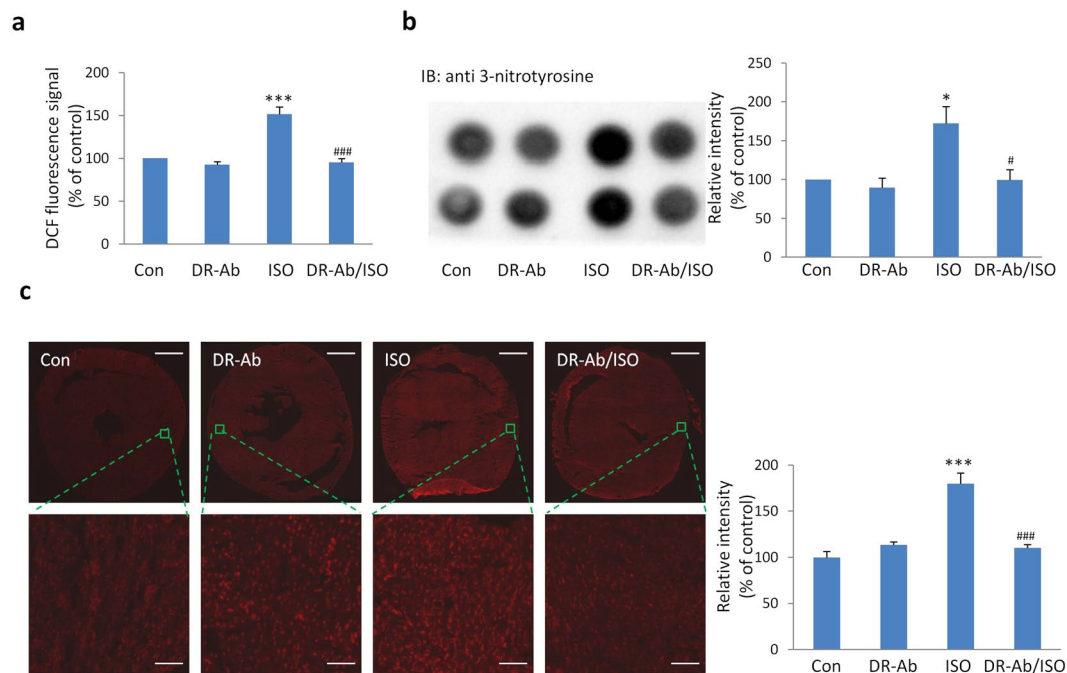 a
DCF fluorescence signal
(% of control)
200
150
100
50
0
***
###
Con DR-Ab ISO DR-Ab/ISO
b
IB: anti 3-nitrotyrosine
Con DR-Ab ISO DR-Ab/ISO
Relative intensity
(% of control)
250
200
150
100
50
0
*
#
Con DR-Ab ISO DR-Ab/ISO
c
Con DR-Ab ISO DR-Ab/ISO
Relative intensity
(% of control)
200
150
100
50
0
***
###
Con DR-Ab ISO DR-Ab/ISO